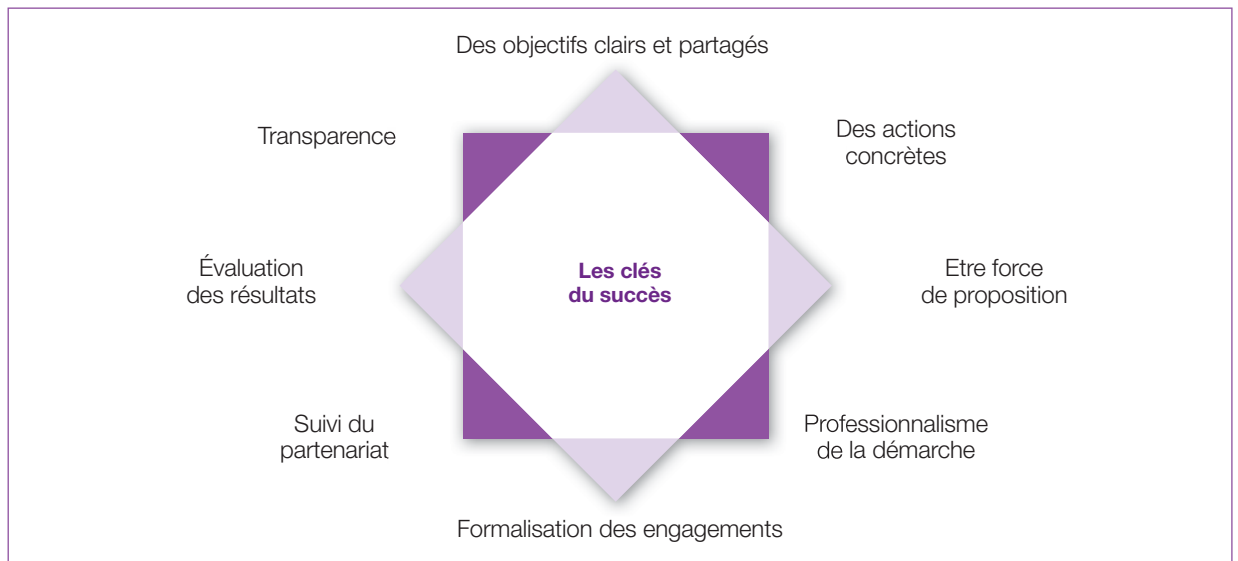 Des objectifs clairs et partagés
Transparence
Des actions
concrètes
Évaluation
des résultats
Les clés
du succès
Etre force
de proposition
Suivi du
partenariat
Professionnalisme
de la démarche
Formalisation des engagements